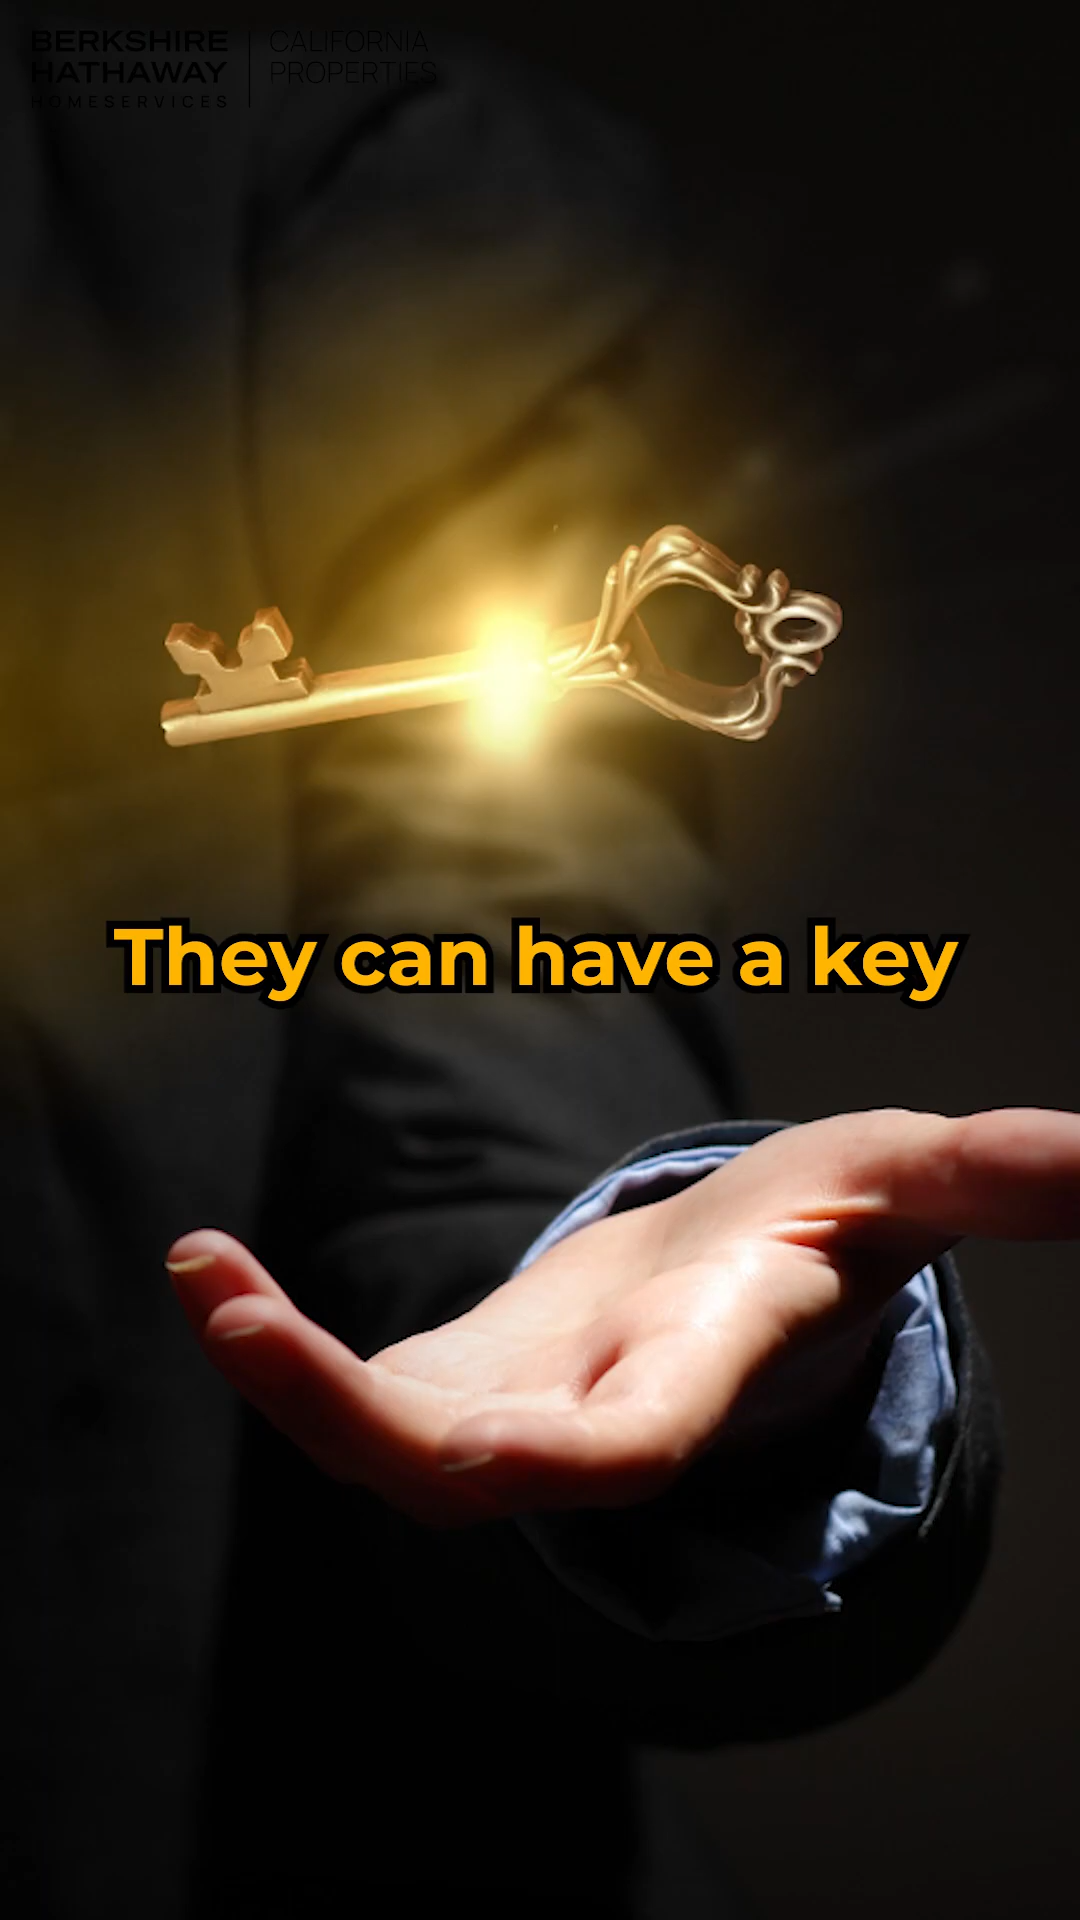 BERKSHIRE
HATHAWAY
HOMESERVICES
CALIFORNIA
PROPERTIES
They can have a key